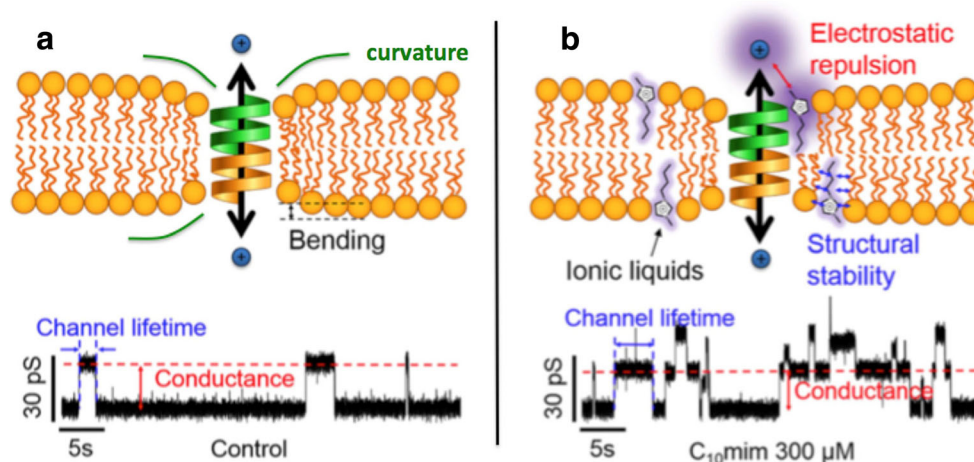 a
curvature
+
+
Bending
Channel lifetime
Conductance
30 pS
5s
Control
b
Electrostatic
repulsion
+
+
Ionic liquids
Structural
stability
Channel lifetime
Conductance
30 pS
5s
C₁₀mim 300 μM